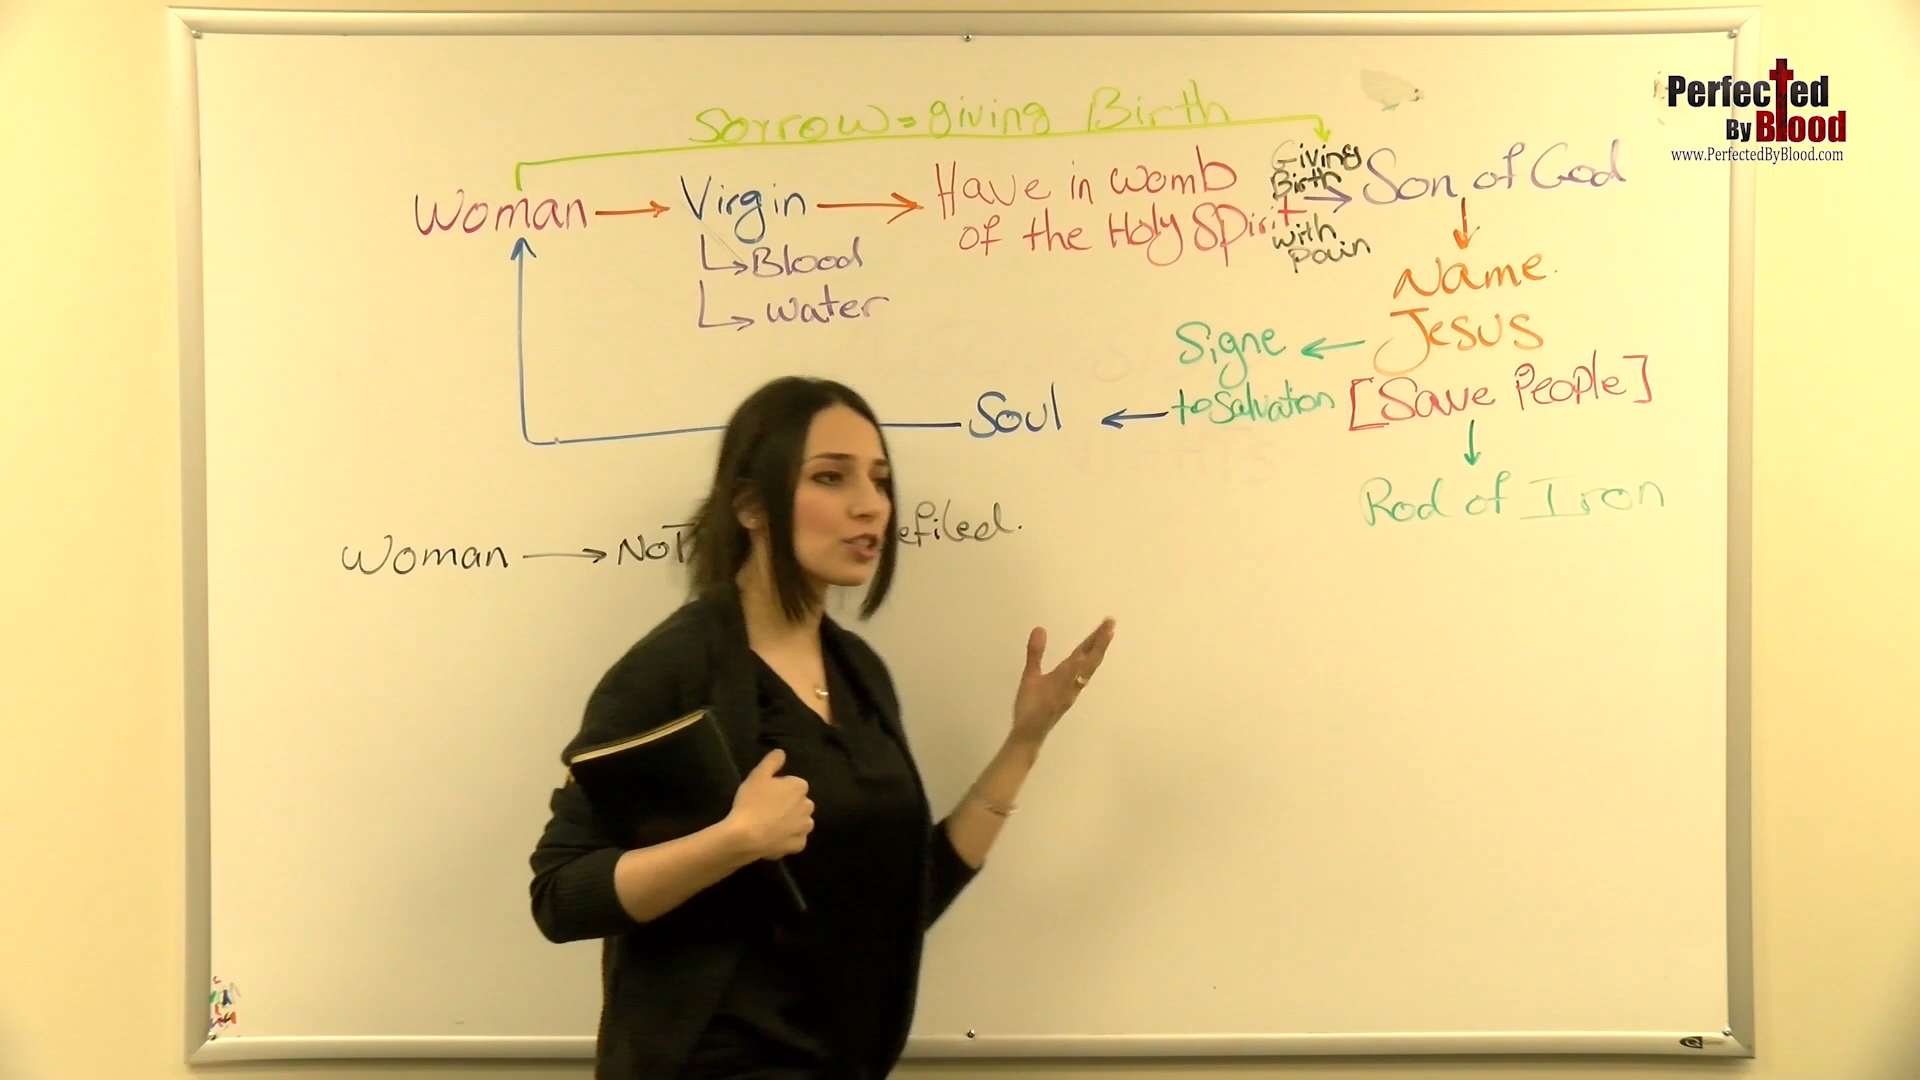 Perfected
By Blood
www.PerfectedByBlood.com
Sorrow = giving Birth
Woman → Virgin → Have in womb
of the Holy Spirit
Giving
Birth
with
Pain
→ Son of God
↳ Blood
↳ water
Name
Jesus
Signe ←
[Save People]
to Salvation
Soul ←
Rod of Iron
Woman → NOT efiled.